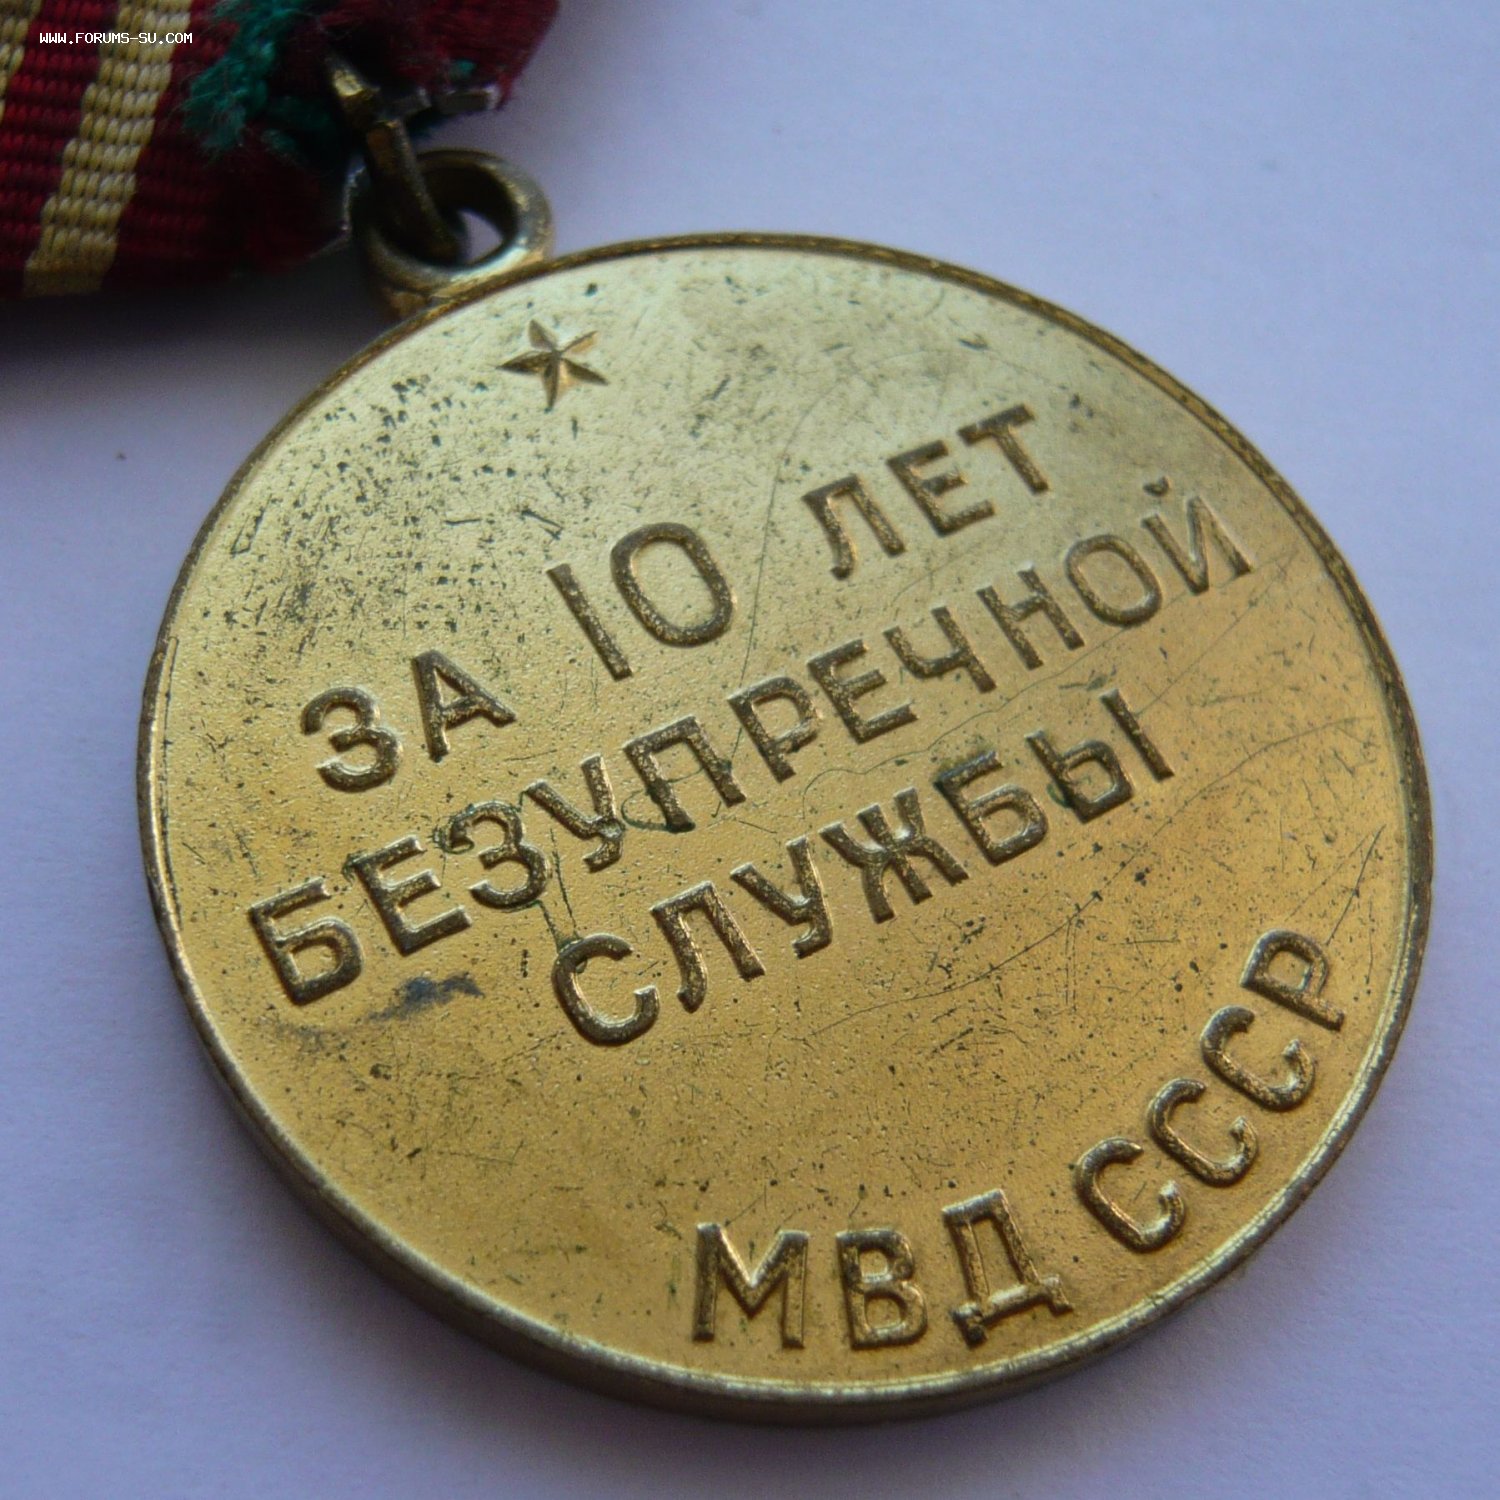 WWW.FORUMS-SU.COM
ЗА 10 ЛЕТ
БЕЗУПРЕЧНОЙ
СЛУЖБЫ
МВД СССР